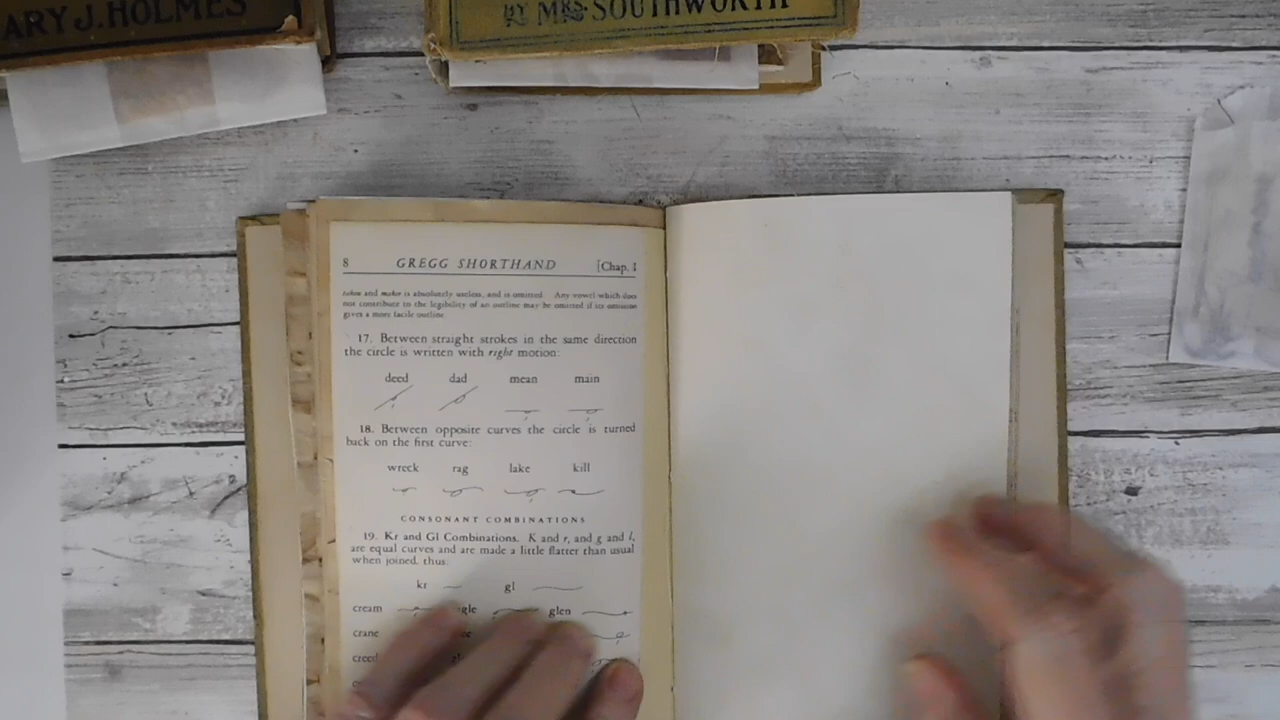 ARY J. HOLMES
BY MRS. SOUTHWORTH
8 GREGG SHORTHAND [Chap. I
taken and maker is absolutely useless, and is omitted. Any vowel which does
not contribute to the legibility of an outline may be omitted if its omission
gives a more facile outline
17. Between straight strokes in the same direction
the circle is written with right motion:
deed dad mean main
18. Between opposite curves the circle is turned
back on the first curve:
wreck rag lake kill
CONSONANT COMBINATIONS
19. Kr and Gl Combinations. K and r, and g and l,
are equal curves and are made a little flatter than usual
when joined, thus:
kr gl
cream gle glen
crane
creed